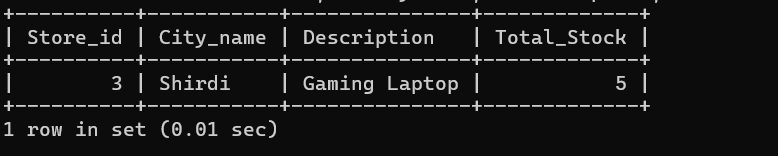 +----------+-----------+---------------+-------------+
| Store_id | City_name | Description   | Total_Stock |
+----------+-----------+---------------+-------------+
|        3 | Shirdi    | Gaming Laptop |           5 |
+----------+-----------+---------------+-------------+
1 row in set (0.01 sec)